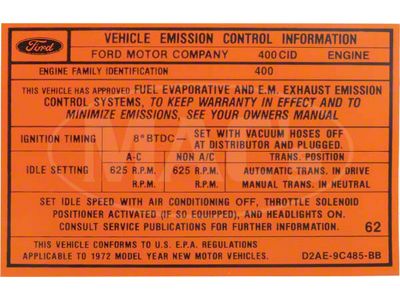 Ford
VEHICLE EMISSION CONTROL INFORMATION
FORD MOTOR COMPANY 400 CID ENGINE
ENGINE FAMILY IDENTIFICATION 400
THIS VEHICLE HAS APPROVED FUEL EVAPORATIVE AND E.M. EXHAUST EMISSION
CONTROL SYSTEMS, TO KEEP WARRANTY IN EFFECT AND TO
MINIMIZE EMISSIONS, SEE YOUR OWNERS MANUAL
IGNITION TIMING 8° BTDC— SET WITH VACUUM HOSES OFF
AT DISTRIBUTOR AND PLUGGED.
A-C NON A/C TRANS. POSITION
IDLE SETTING 625 R.P.M. 625 R.P.M. AUTOMATIC TRANS. IN DRIVE
R.P.M. R.P.M. MANUAL TRANS. IN NEUTRAL
SET IDLE SPEED WITH AIR CONDITIONING OFF, THROTTLE SOLENOID
POSITIONER ACTIVATED (IF SO EQUIPPED), AND HEADLIGHTS ON.
CONSULT SERVICE PUBLICATIONS FOR FURTHER INFORMATION. 62
THIS VEHICLE CONFORMS TO U.S. E.P.A. REGULATIONS
APPLICABLE TO 1972 MODEL YEAR NEW MOTOR VEHICLES. D2AE-9C485-BB